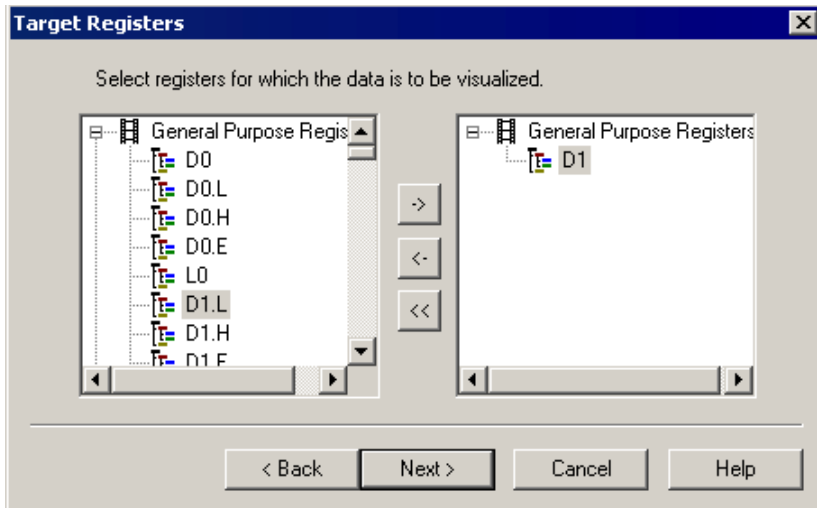 Target Registers
Select registers for which the data is to be visualized.
General Purpose Regis
D0
D0.L
D0.H
D0.E
L0
D1.L
D1.H
D1.E
->
<-
<<
General Purpose Registers
D1
< Back
Next >
Cancel
Help